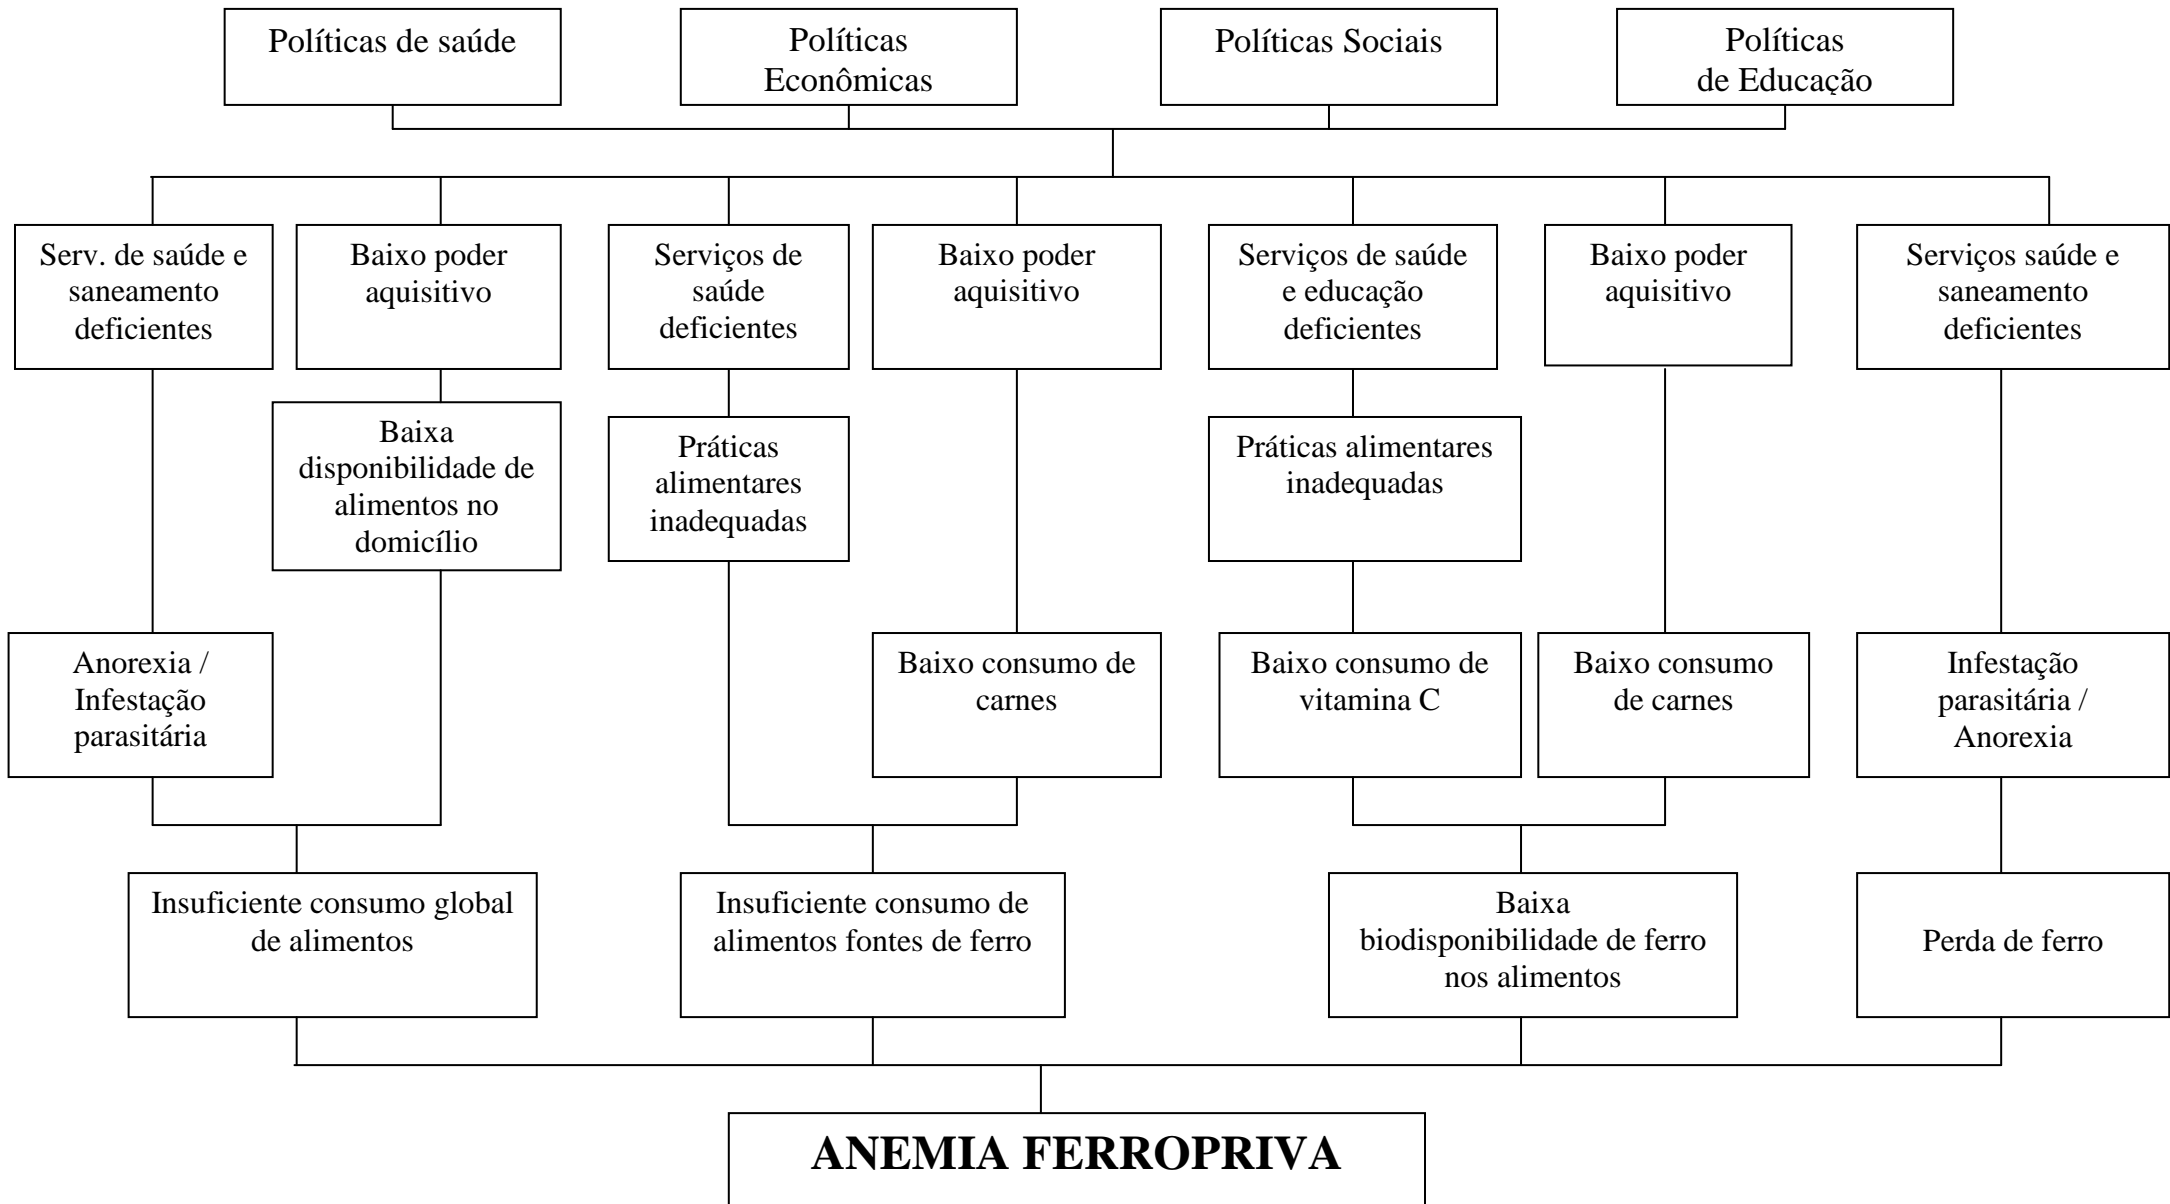 Políticas de saúde
Políticas
Econômicas
Políticas Sociais
Políticas
de Educação
Serv. de saúde e
saneamento
deficientes
Baixo poder
aquisitivo
Serviços de
saúde
deficientes
Baixo poder
aquisitivo
Serviços de saúde
e educação
deficientes
Baixo poder
aquisitivo
Serviços saúde e
saneamento
deficientes
Baixa
disponibilidade de
alimentos no
domicílio
Práticas
alimentares
inadequadas
Práticas alimentares
inadequadas
Anorexia /
Infestação
parasitária
Baixo consumo de
carnes
Baixo consumo de
vitamina C
Baixo consumo
de carnes
Infestação
parasitária /
Anorexia
Insuficiente consumo global
de alimentos
Insuficiente consumo de
alimentos fontes de ferro
Baixa
biodisponibilidade de ferro
nos alimentos
Perda de ferro
ANEMIA FERROPRIVA